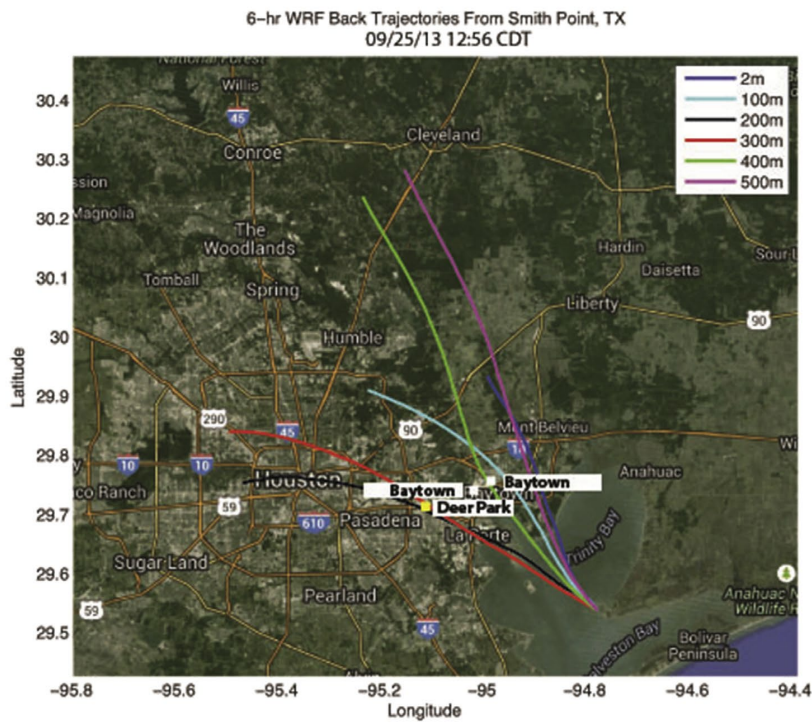 6-hr WRF Back Trajectories From Smith Point, TX
09/25/13 12:56 CDT
National Forest
Willis
45
Cleveland
Conroe
Magnolia
The
Woodlands
Hardin
Daisetta
Tomball
Spring
Liberty
90
Humble
290
45
90
Mont Belvieu
10
10
Houston
Baytown
Baytown
Anahuac
59
Deer Park
610
Pasadena
La Porte
Trinity Bay
Sugar Land
Pearland
59
45
Anahuac N
Wildlife R
Bolivar
Peninsula
2m
100m
200m
300m
400m
500m
Latitude
30.4
30.3
30.2
30.1
30
29.9
29.8
29.7
29.6
29.5
-95.8
-95.6
-95.4
-95.2
-95
-94.8
-94.6
-94.4
Longitude